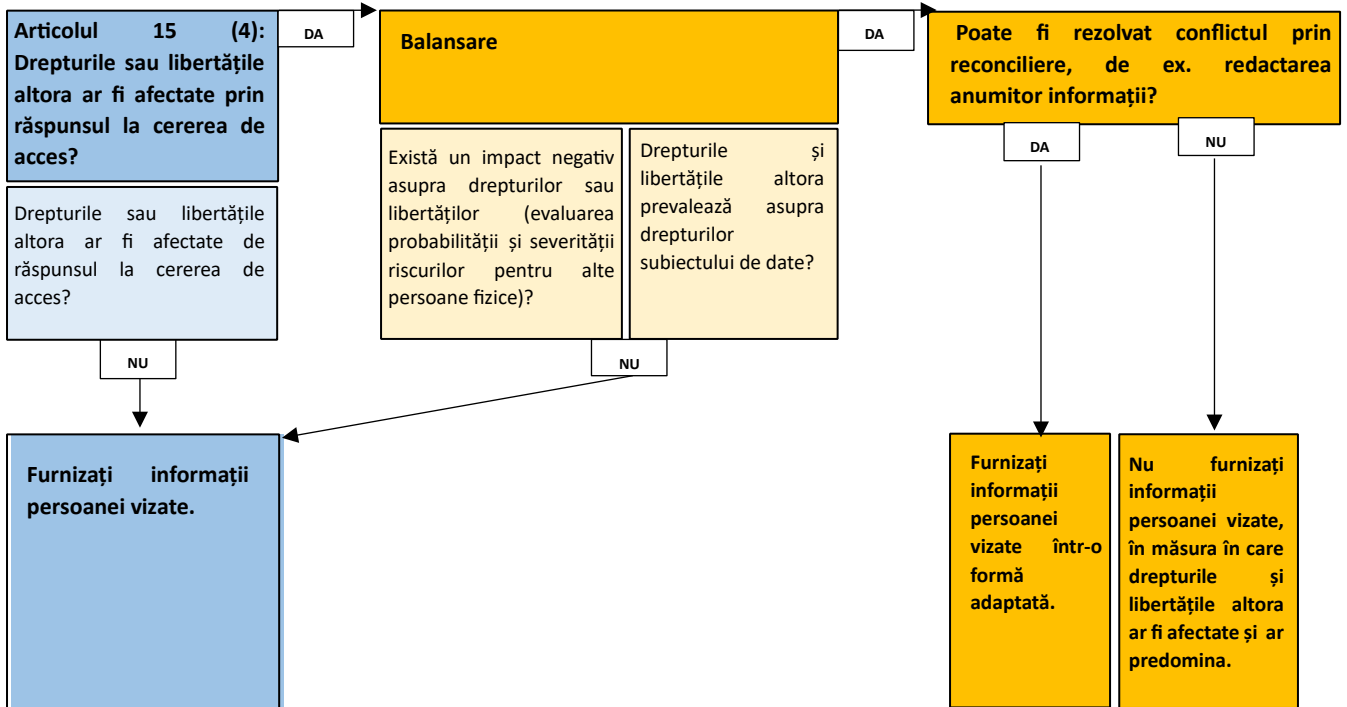 Articolul 15 (4):
Drepturile sau libertățile
altora ar fi afectate prin
răspunsul la cererea de
acces?
DA
Balansare
DA
Poate fi rezolvat conflictul prin
reconciliere, de ex. redactarea
anumitor informații?
Drepturile sau libertățile
altora ar fi afectate de
răspunsul la cererea de
acces?
Există un impact negativ
asupra drepturilor sau
libertăților (evaluarea
probabilității și severității
riscurilor pentru alte
persoane fizice)?
Drepturile și
libertățile altora
prevalează asupra
drepturilor
subiectului de date?
DA
NU
NU
NU
Furnizați informații
persoanei vizate.
Furnizați
informații
persoanei
vizate într-o
formă
adaptată.
Nu furnizați
informații
persoanei vizate,
în măsura în care
drepturile și
libertățile altora
ar fi afectate și ar
predomina.